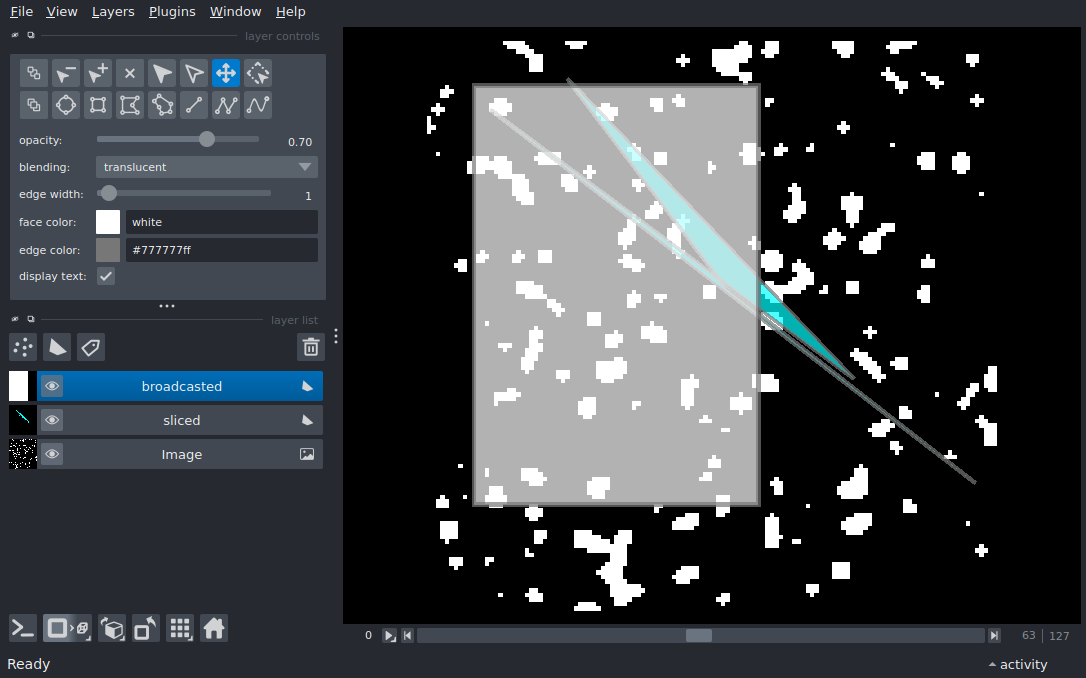 File View Layers Plugins Window Help
layer controls
opacity: 0.70
blending: translucent
edge width: 1
face color: white
edge color: #777777ff
display text:
layer list
broadcasted
sliced
Image
0 63 127
Ready activity